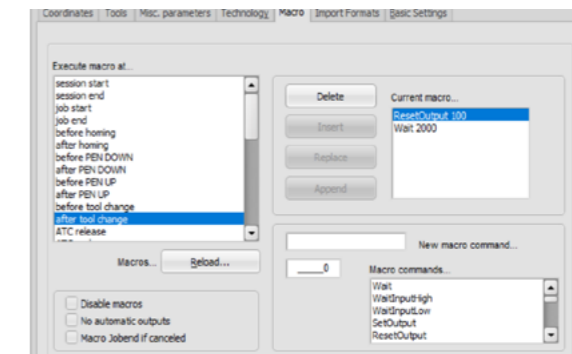 Coordinates Tools Misc. parameters Technology Macro Import Formats Basic Settings
Execute macro at...
session start
session end
job start
job end
before homing
after homing
before PEN DOWN
after PEN DOWN
before PEN UP
after PEN UP
before tool change
after tool change
ATC release
Macros... Reload...
Disable macros
No automatic outputs
Macro Jobend if canceled
Delete
Insert
Replace
Append
Current macro...
ResetOutput 100
Wait 2000
New macro command...
____0
Macro commands...
Wait
WaitInputHigh
WaitInputLow
SetOutput
ResetOutput